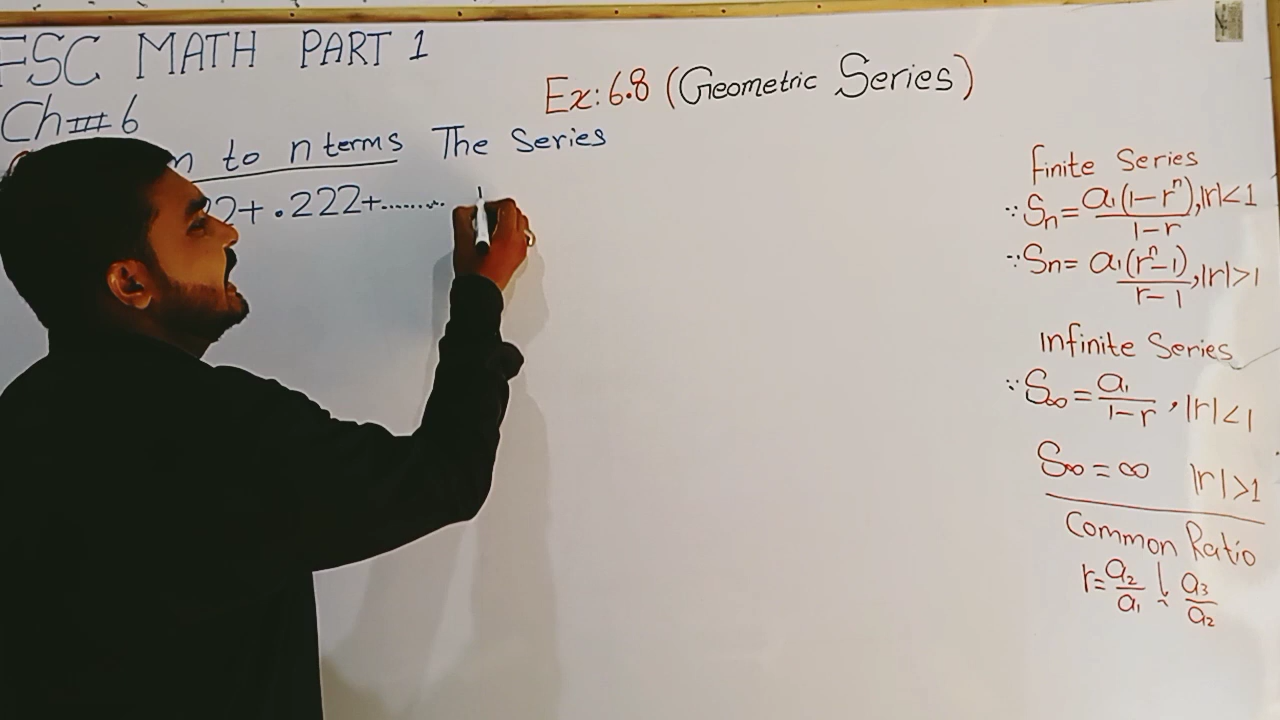 FSC MATH PART 1
Ex: 6.8 (Geometric Series)
Ch # 6
to n terms The Series
22+ .222+........
finite Series
∵ Sₙ = a₁(1-rⁿ)/1-r , |r|<1
∵ Sₙ = a₁(rⁿ-1)/r-1 , |r|>1
Infinite Series
∵ S∞ = a₁/1-r , |r|<1
S∞ = ∞ |r|>1
Common Ratio
r = a₂/a₁ , a₃/a₂